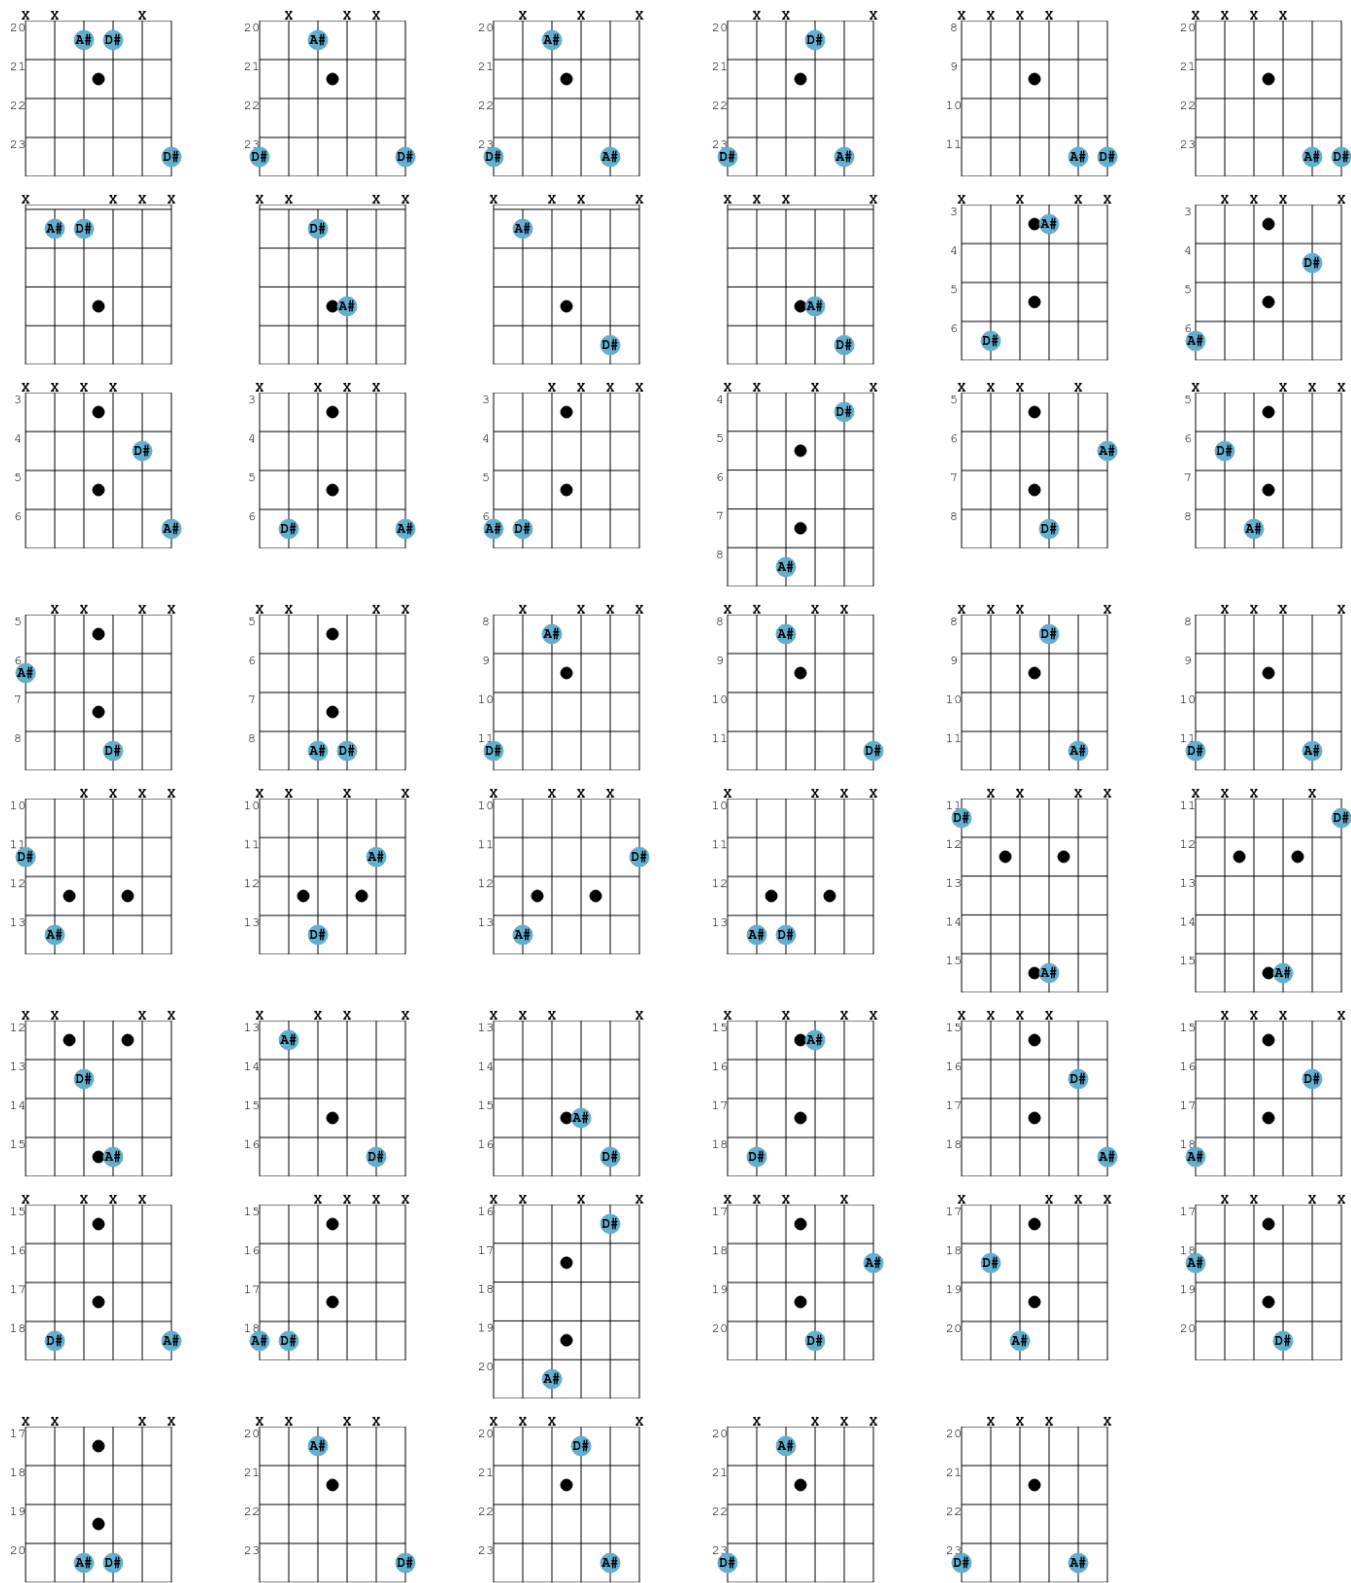 X X X X X X X X X X X X X X X X X X X
20 20 20 20 8 20
A# D# A# A# D#
21 21 21 21 9 21
22 22 22 22 10 22
23 23 23 23 11 23
D# D# D# D# A# D# A# A# D# A# D#
X X X X X X X X X X X X X X X X X X X X X X X X
3 3
A# D# D# A# A#
4 4
D#
5 5
A# A#
6 6
D# D# D# A#
X X X X X X X X X X X X X X X X X X X X X X X X
3 3 3 4 5 5
D#
4 4 4 5 6 6
D# A# D#
5 5 5 6 7 7
6 6 6 7 8 8
A# D# A# A# D# D# A#
8
A#
X X X X X X X X X X X X X X X X X X X X X X X X
5 5 8 8 8 8
A# A# D#
6 6 9 9 9 9
A#
7 7 10 10 10 10
8 8 11 11 11 11
D# A# D# D# D# A# D# A#
X X X X X X X X X X X X X X X X X X X X X X X X
10 10 10 10 11 11
D# D#
11 11 11 11 12 12
D# A# D#
12 12 12 12 13 13
13 13 13 13 14 14
A# D# A# A# D#
15 15
A# A#
X X X X X X X X X X X X X X X X X X X X X X X X
12 13 13 15 15 15
A# A#
13 14 14 16 16 16
D# D# D#
14 15 15 17 17 17
A#
15 16 16 18 18 18
A# D# D# D# A# A#
X X X X X X X X X X X X X X X X X X X X X X X X
15 15 16 17 17 17
D#
16 16 17 18 18 18
A# D# A#
17 17 18 19 19 19
18 18 19 20 20 20
D# A# A# D# D# A# D#
20
A#
X X X X X X X X X X X X X X X X X X X X
17 20 20 20 20
A# D# A#
18 21 21 21 21
19 22 22 22 22
20 23 23 23 23
A# D# D# A# D# D# A#